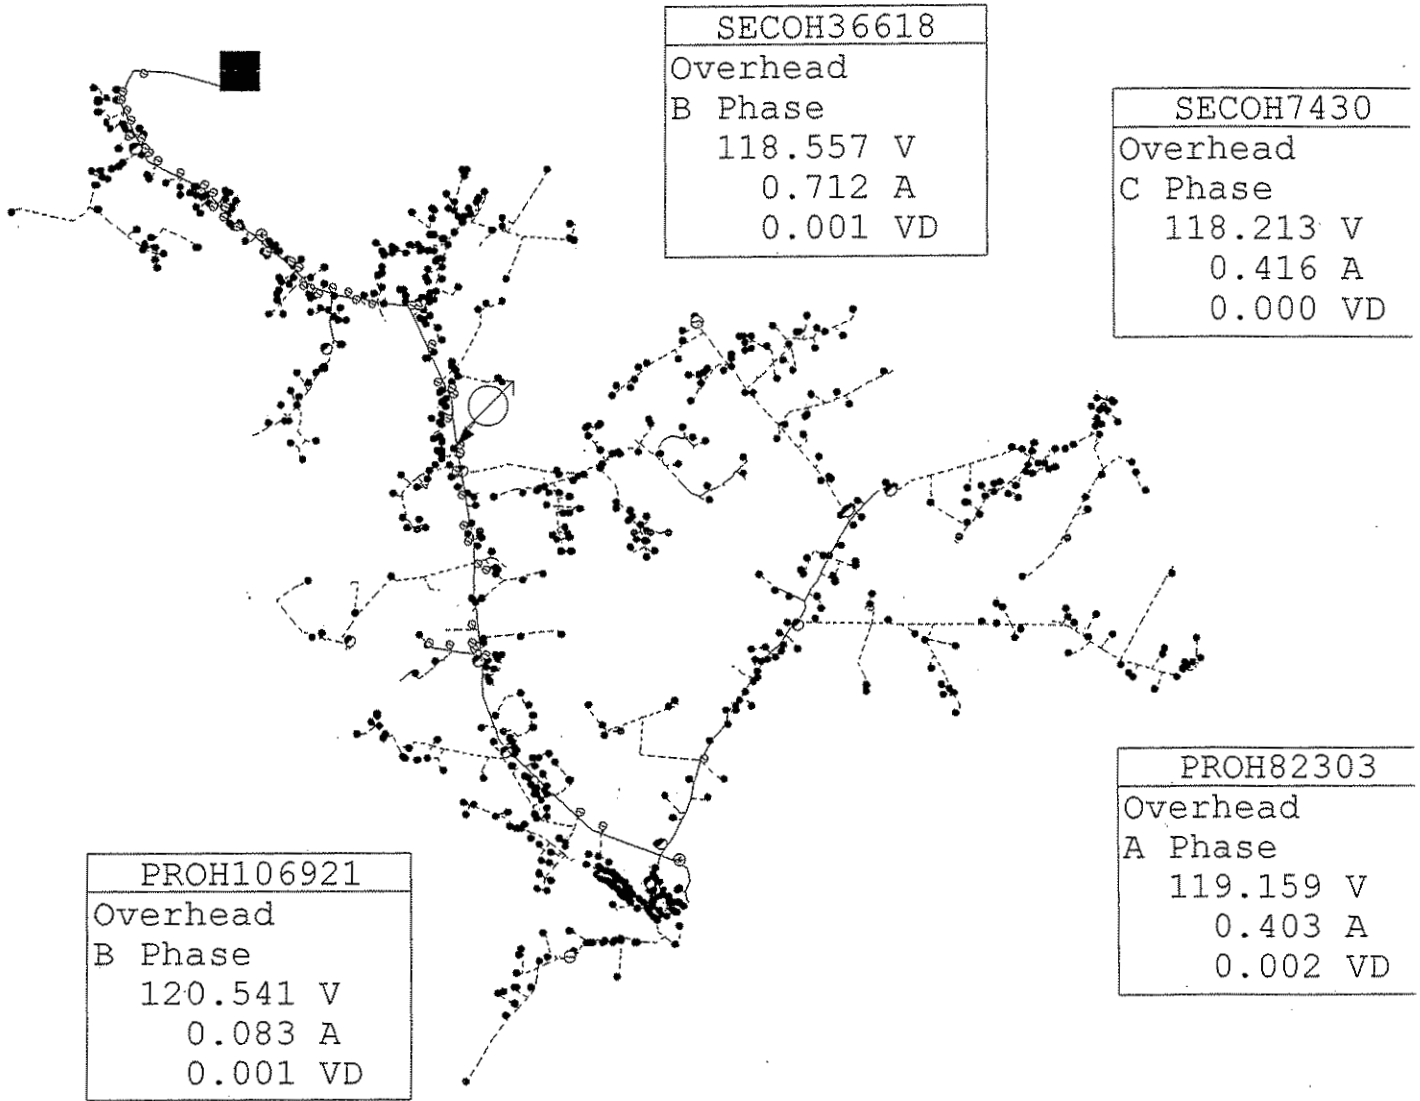 SECOH36618
Overhead
B Phase
118.557 V
0.712 A
0.001 VD
SECOH7430
Overhead
C Phase
118.213 V
0.416 A
0.000 VD
PROH82303
Overhead
A Phase
119.159 V
0.403 A
0.002 VD
PROH106921
Overhead
B Phase
120.541 V
0.083 A
0.001 VD